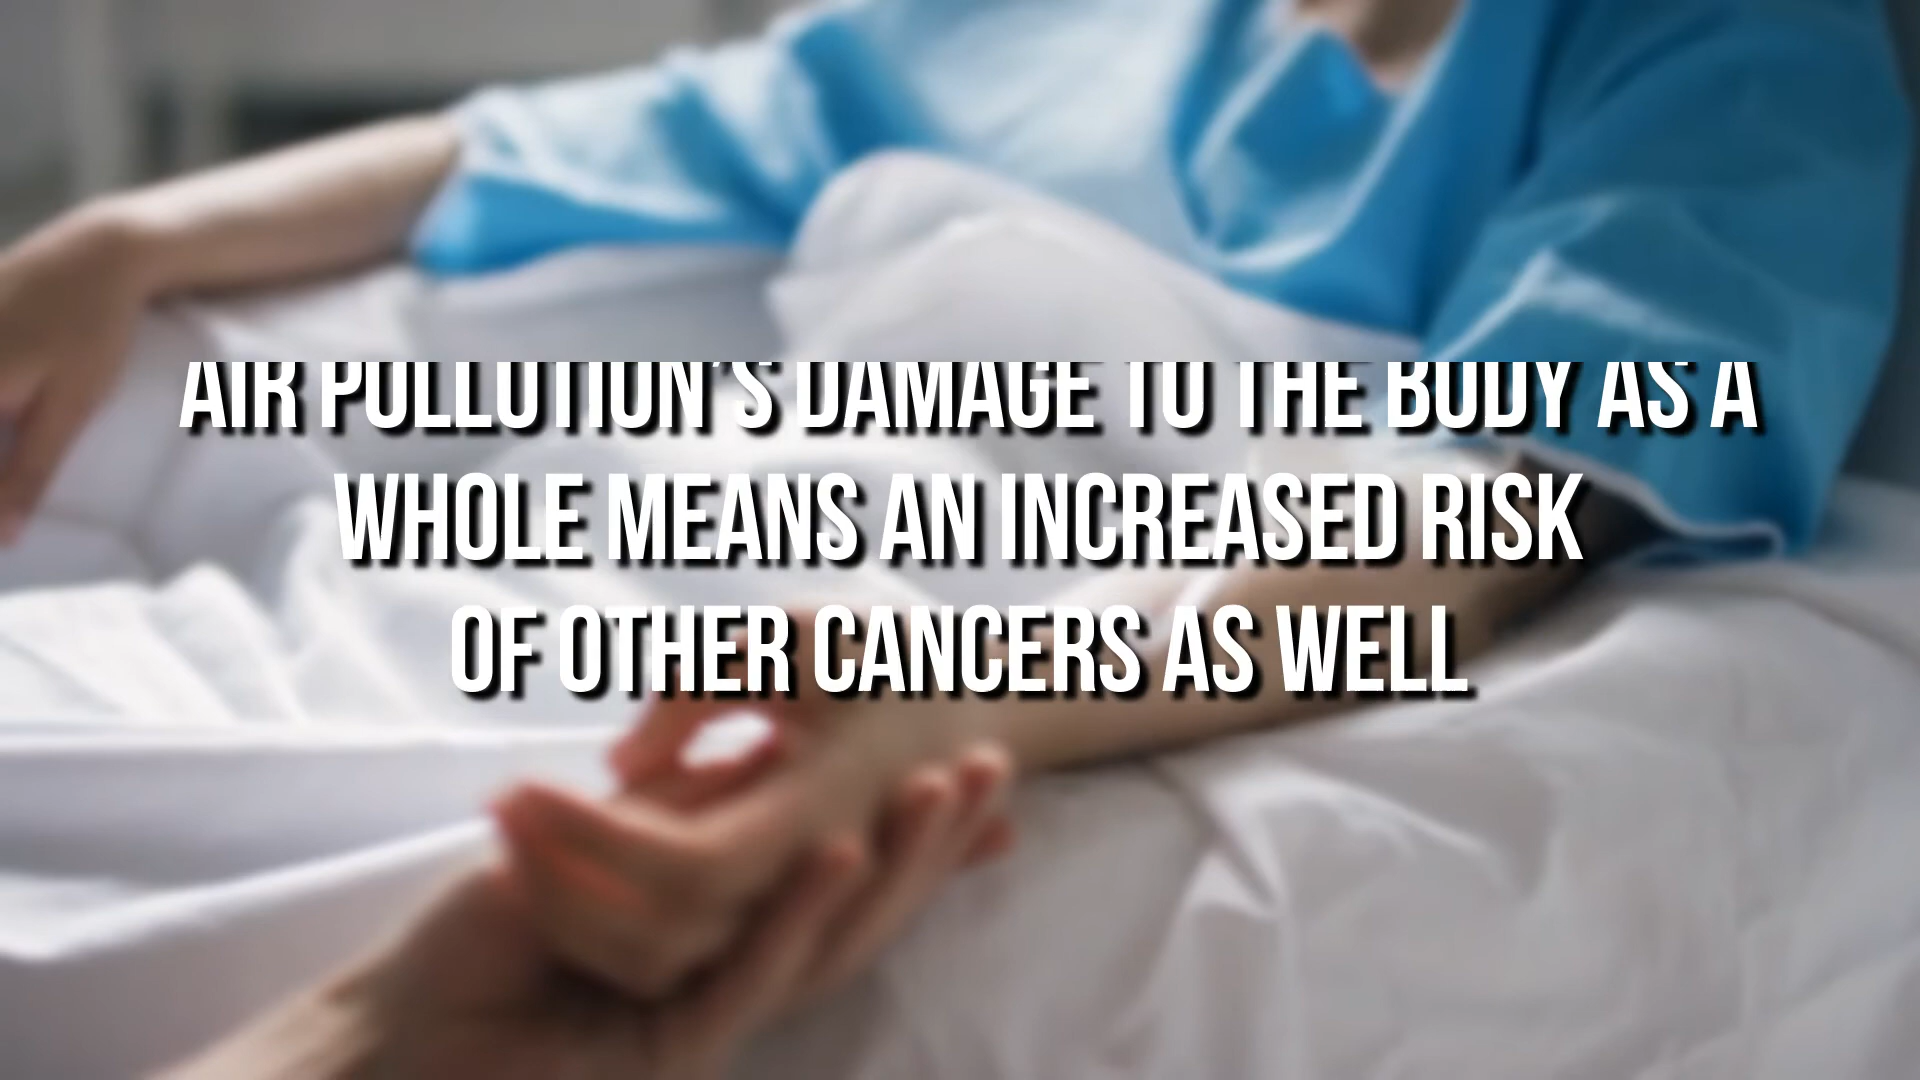 AIR POLLUTION'S DAMAGE TO THE BODY AS A
WHOLE MEANS AN INCREASED RISK
OF OTHER CANCERS AS WELL